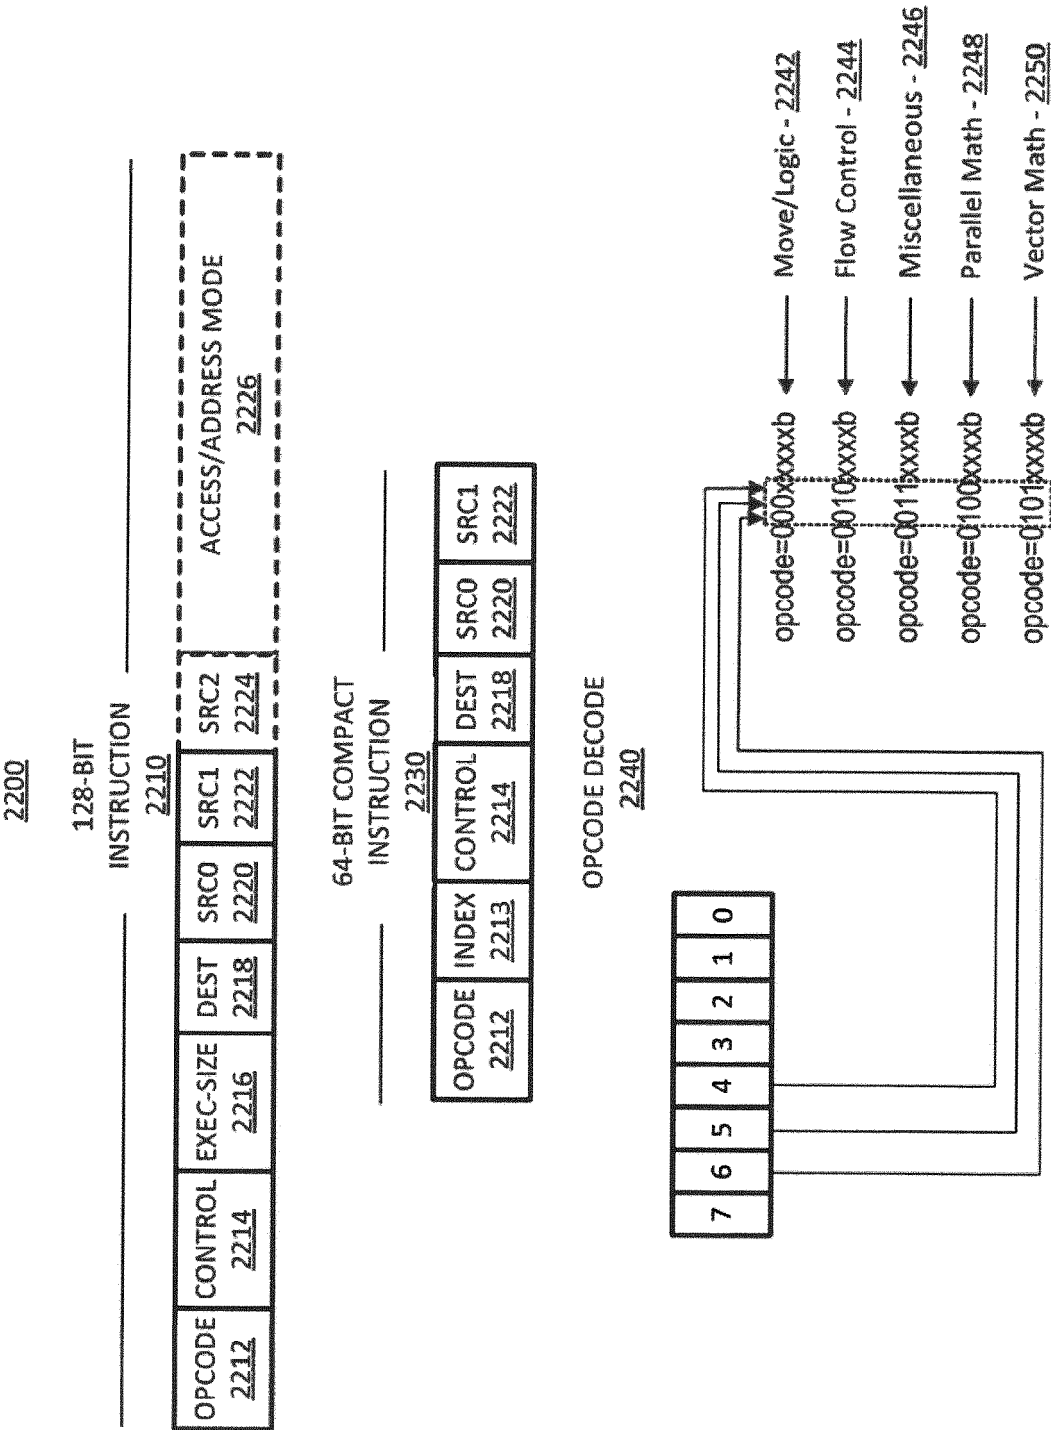 2200
128-BIT
INSTRUCTION
2210
OPCODE CONTROL EXEC-SIZE DEST SRC0 SRC1 SRC2 ACCESS/ADDRESS MODE
2212 2214 2216 2218 2220 2222 2224 2226
64-BIT COMPACT
INSTRUCTION
2230
OPCODE INDEX CONTROL DEST SRC0 SRC1
2212 2213 2214 2218 2220 2222
OPCODE DECODE
2240
7 6 5 4 3 2 1 0
opcode=000xxxxxb Move/Logic - 2242
opcode=0010xxxxb Flow Control - 2244
opcode=0011xxxxb Miscellaneous - 2246
opcode=0100xxxxb Parallel Math - 2248
opcode=0101xxxxb Vector Math - 2250